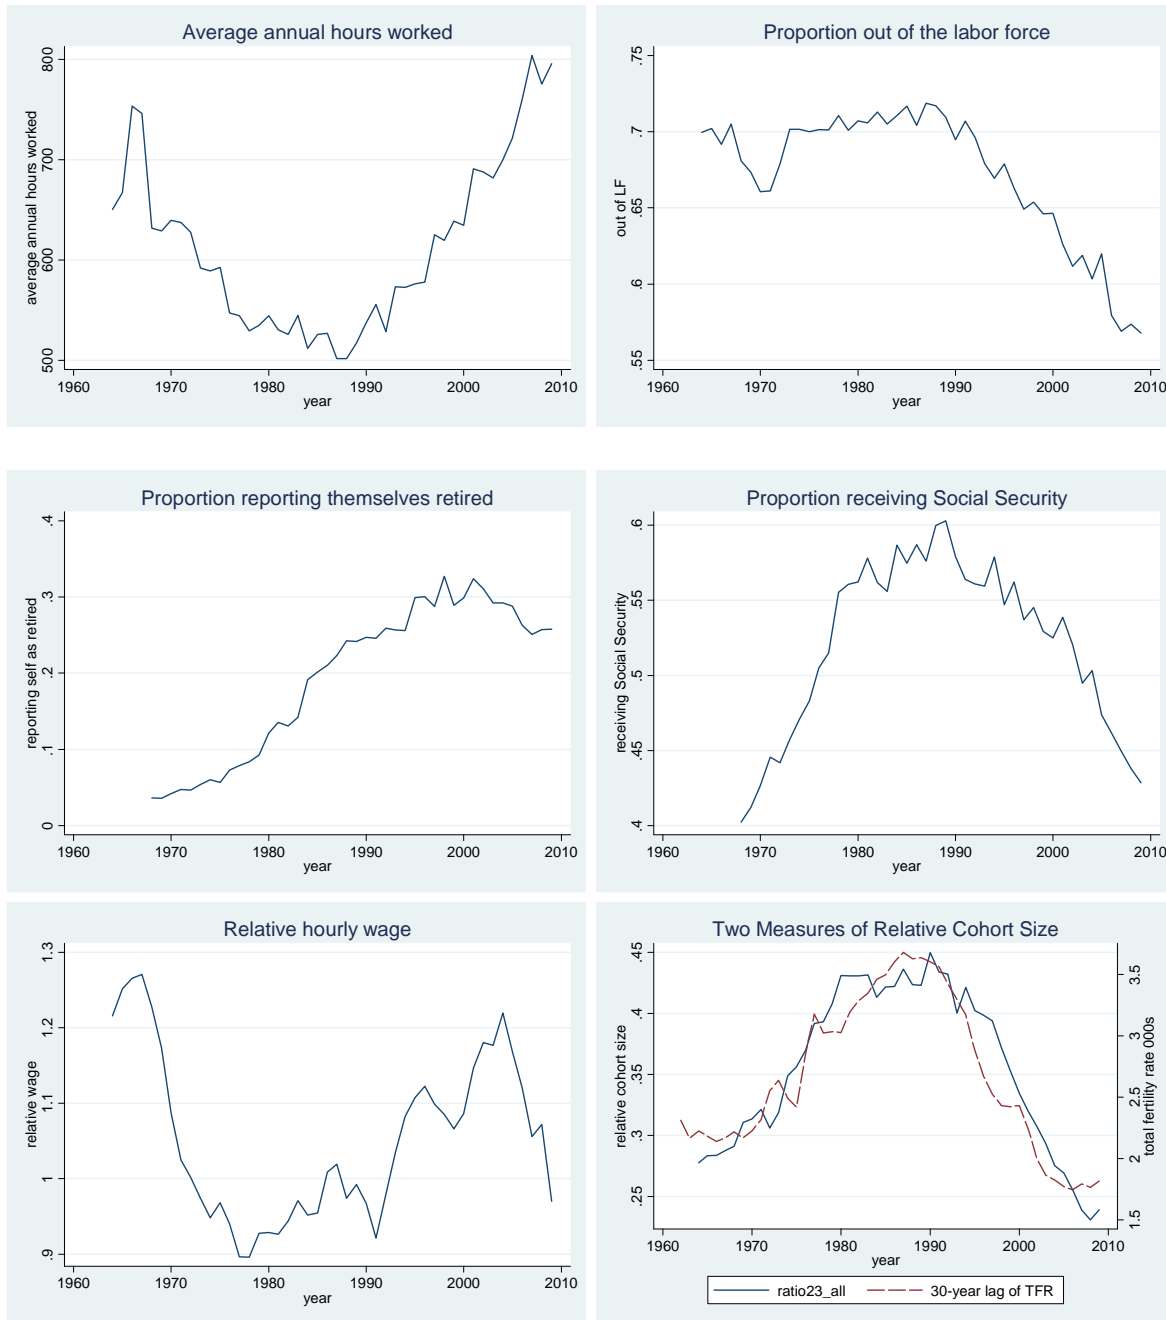 Average annual hours worked
average annual hours worked
800
700
600
500
1960 1970 1980 1990 2000 2010
year
Proportion out of the labor force
out of LF
.75
.7
.65
.6
.55
1960 1970 1980 1990 2000 2010
year
Proportion reporting themselves retired
reporting self as retired
.4
.3
.2
.1
0
1960 1970 1980 1990 2000 2010
year
Proportion receiving Social Security
receiving Social Security
.6
.55
.5
.45
.4
1960 1970 1980 1990 2000 2010
year
Relative hourly wage
relative wage
1.3
1.2
1.1
1
.9
1960 1970 1980 1990 2000 2010
year
Two Measures of Relative Cohort Size
relative cohort size
.45
.4
.35
.3
.25
3.5
3
2.5
2
1.5
total fertility rate 000s
1960 1970 1980 1990 2000 2010
year
ratio23_all 30-year lag of TFR